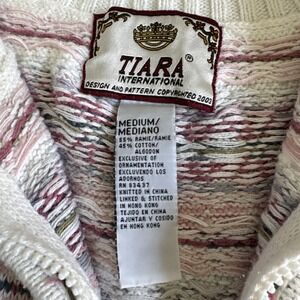 TIARA®
INTERNATIONAL
DESIGN AND PATTERN COPYRIGHTED 2002
MEDIUM/
MEDIANO
55% RAMIE/RAMIE
45% COTTON/
ALGODON
EXCLUSIVE OF
ORNAMENTATION
EXCLUYENDO LOS
ADORNOS
RN 83437
KNITTED IN CHINA
LINKED & STITCHED
IN HONG KONG
TEJIDO EN CHINA
AJUNTAR Y COSIDO
EN HONG KONG